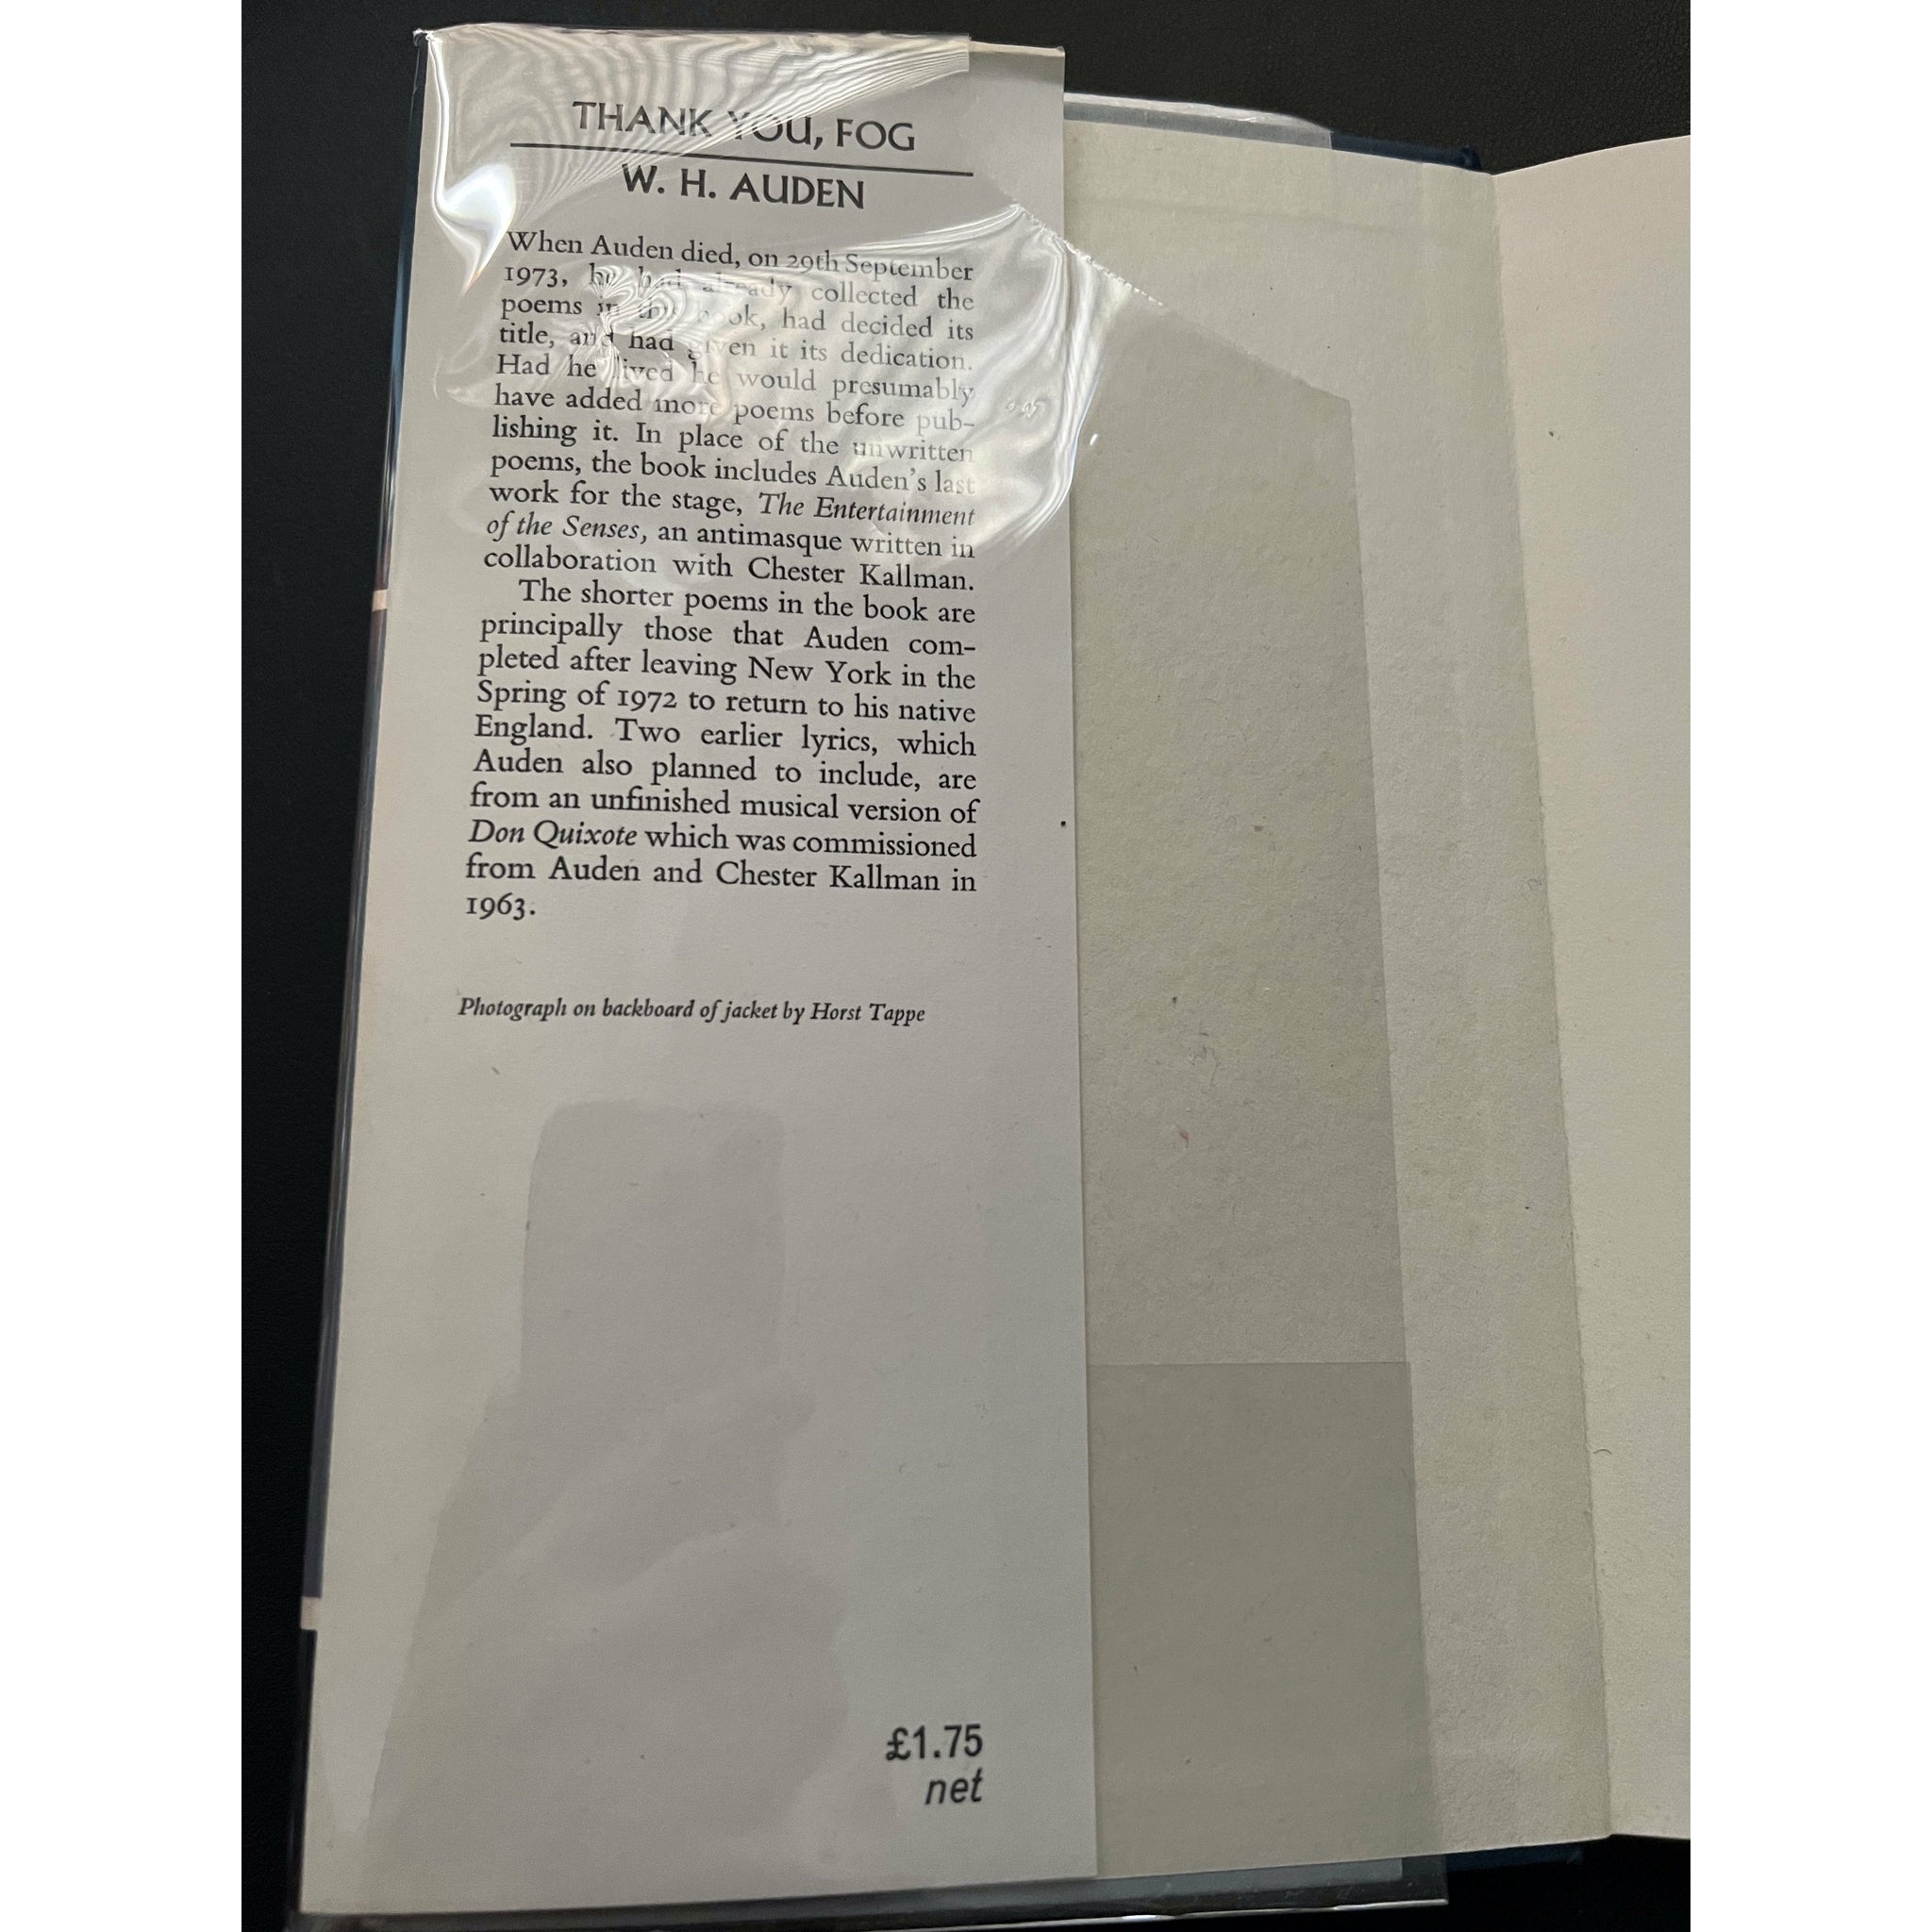 THANK YOU, FOG
W. H. AUDEN
When Auden died, on 29th September
1973, he had already collected the
poems in this book, had decided its
title, and had given it its dedication.
Had he lived he would presumably
have added more poems before pub-
lishing it. In place of the unwritten
poems, the book includes Auden's last
work for the stage, The Entertainment
of the Senses, an antimasque written in
collaboration with Chester Kallman.
The shorter poems in the book are
principally those that Auden com-
pleted after leaving New York in the
Spring of 1972 to return to his native
England. Two earlier lyrics, which
Auden also planned to include, are
from an unfinished musical version of
Don Quixote which was commissioned
from Auden and Chester Kallman in
1963.
Photograph on backboard of jacket by Horst Tappe
£1.75
net